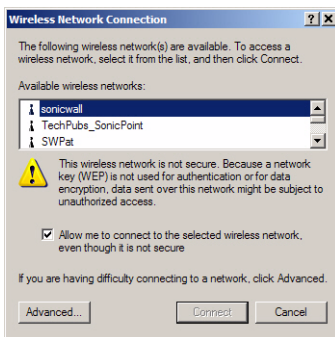 Wireless Network Connection
The following wireless network(s) are available. To access a
wireless network, select it from the list, and then click Connect.
Available wireless networks:
sonicwall
TechPubs_SonicPoint
SWPat
This wireless network is not secure. Because a network
key (WEP) is not used for authentication or for data
encryption, data sent over this network might be subject to
unauthorized access.
Allow me to connect to the selected wireless network,
even though it is not secure
If you are having difficulty connecting to a network, click Advanced.
Advanced... Connect Cancel